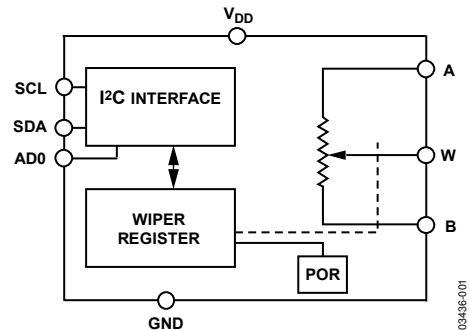 V_DD
SCL
SDA
AD0
I²C INTERFACE
WIPER
REGISTER
POR
A
W
B
GND
03436-001